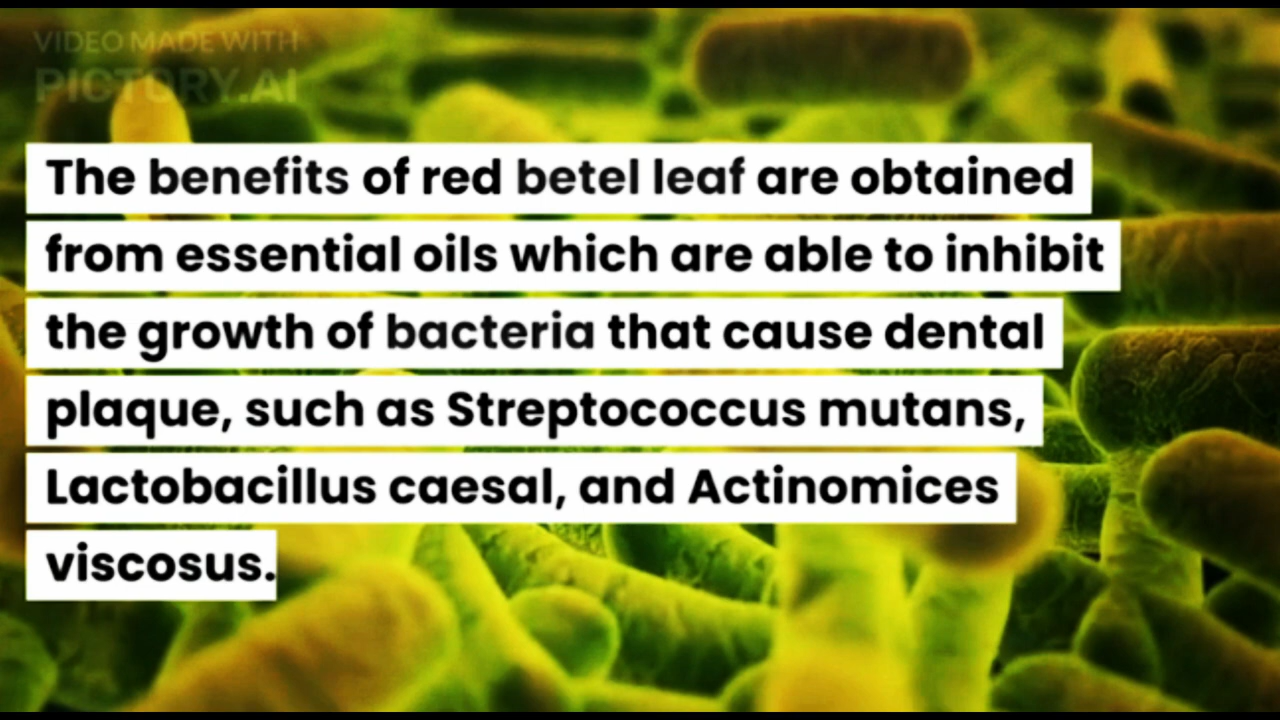 VIDEO MADE WITH
PICTORY.AI
The benefits of red betel leaf are obtained
from essential oils which are able to inhibit
the growth of bacteria that cause dental
plaque, such as Streptococcus mutans,
Lactobacillus caesal, and Actinomices
viscosus.